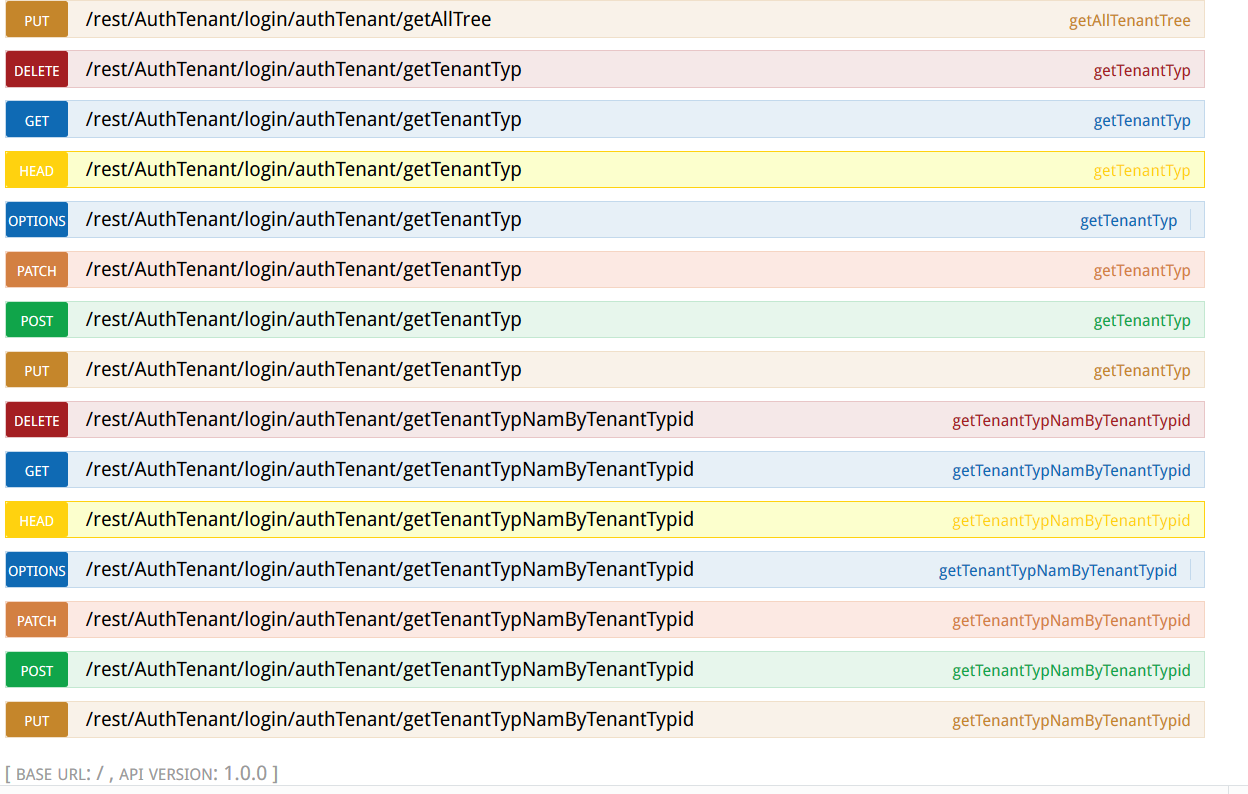 PUT /rest/AuthTenant/login/authTenant/getAllTree getAllTenantTree
DELETE /rest/AuthTenant/login/authTenant/getTenantTyp getTenantTyp
GET /rest/AuthTenant/login/authTenant/getTenantTyp getTenantTyp
HEAD /rest/AuthTenant/login/authTenant/getTenantTyp getTenantTyp
OPTIONS /rest/AuthTenant/login/authTenant/getTenantTyp getTenantTyp
PATCH /rest/AuthTenant/login/authTenant/getTenantTyp getTenantTyp
POST /rest/AuthTenant/login/authTenant/getTenantTyp getTenantTyp
PUT /rest/AuthTenant/login/authTenant/getTenantTyp getTenantTyp
DELETE /rest/AuthTenant/login/authTenant/getTenantTypNamByTenantTypid getTenantTypNamByTenantTypid
GET /rest/AuthTenant/login/authTenant/getTenantTypNamByTenantTypid getTenantTypNamByTenantTypid
HEAD /rest/AuthTenant/login/authTenant/getTenantTypNamByTenantTypid getTenantTypNamByTenantTypid
OPTIONS /rest/AuthTenant/login/authTenant/getTenantTypNamByTenantTypid getTenantTypNamByTenantTypid
PATCH /rest/AuthTenant/login/authTenant/getTenantTypNamByTenantTypid getTenantTypNamByTenantTypid
POST /rest/AuthTenant/login/authTenant/getTenantTypNamByTenantTypid getTenantTypNamByTenantTypid
PUT /rest/AuthTenant/login/authTenant/getTenantTypNamByTenantTypid getTenantTypNamByTenantTypid
[ BASE URL: / , API VERSION: 1.0.0 ]